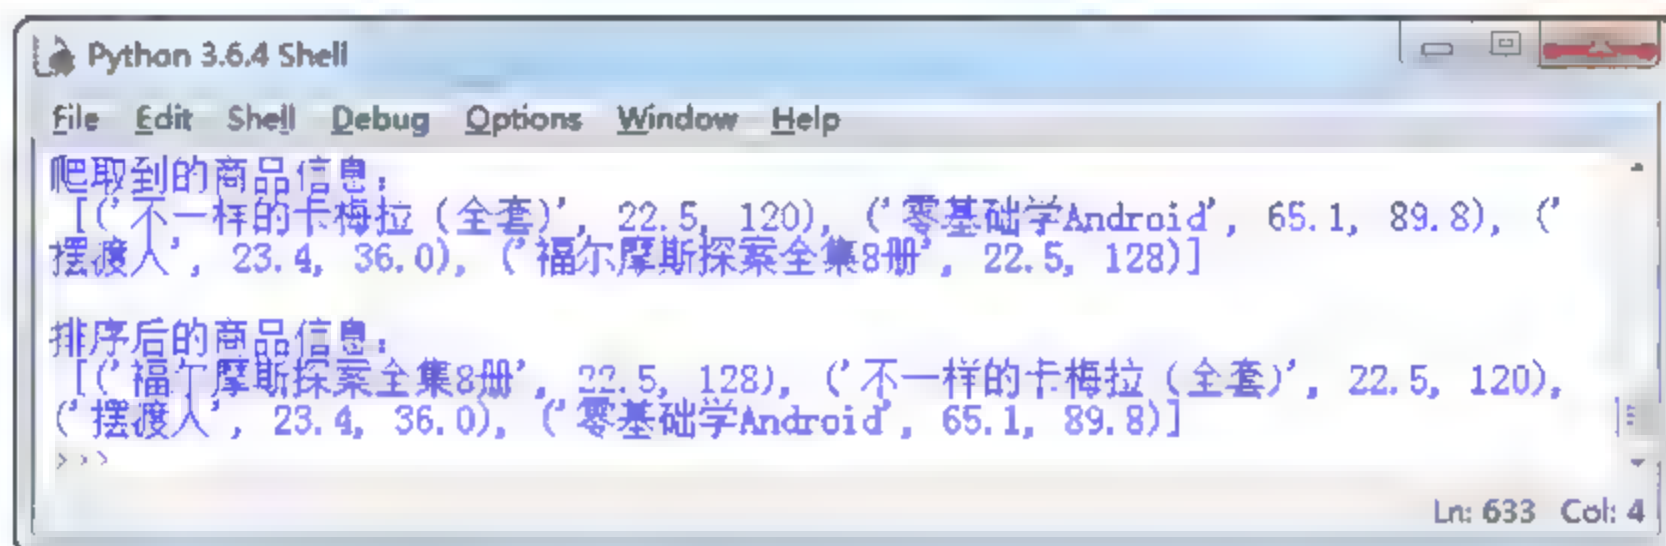 Python 3.6.4 Shell
File Edit Shell Debug Options Window Help
爬取到的商品信息：
[('不一样的卡梅拉（全套)', 22.5, 120), ('零基础学Android', 65.1, 89.8), ('
摆渡人', 23.4, 36.0), ('福尔摩斯探案全集8册', 22.5, 128)]
排序后的商品信息：
[('福尔摩斯探案全集8册', 22.5, 128), ('不一样的卡梅拉（全套)', 22.5, 120),
('摆渡人', 23.4, 36.0), ('零基础学Android', 65.1, 89.8)]
>>>
Ln: 633 Col: 4